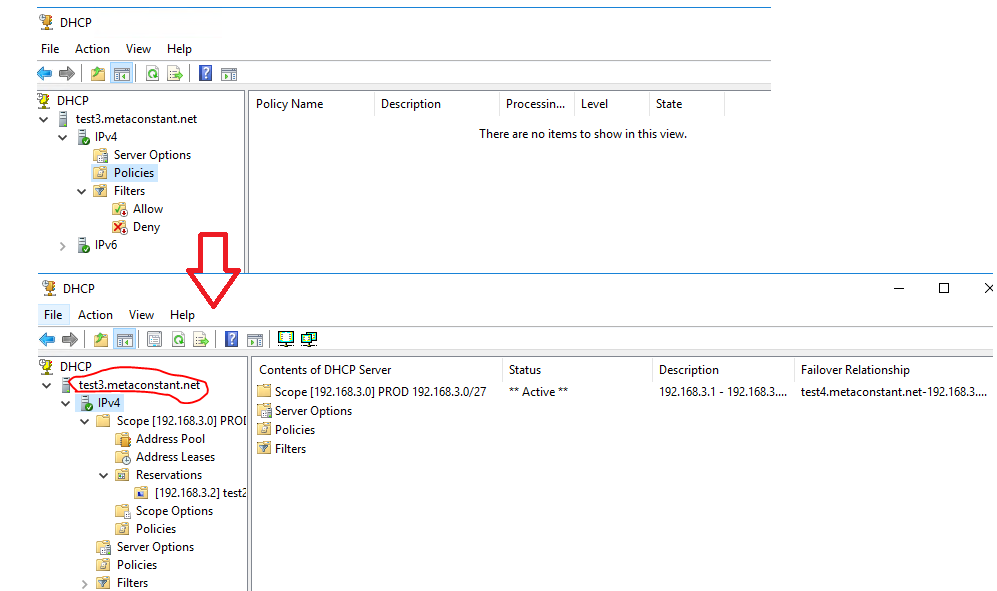 DHCP
File Action View Help
DHCP
test3.metaconstant.net
IPv4
Server Options
Policies
Filters
Allow
Deny
IPv6
Policy Name Description Processin... Level State
There are no items to show in this view.
DHCP
File Action View Help
DHCP
test3.metaconstant.net
IPv4
Scope [192.168.3.0] PROD
Address Pool
Address Leases
Reservations
[192.168.3.2] test2
Scope Options
Policies
Server Options
Policies
Filters
Contents of DHCP Server Status Description Failover Relationship
Scope [192.168.3.0] PROD 192.168.3.0/27 ** Active ** 192.168.3.1 - 192.168.3.... test4.metaconstant.net-192.168.3....
Server Options
Policies
Filters